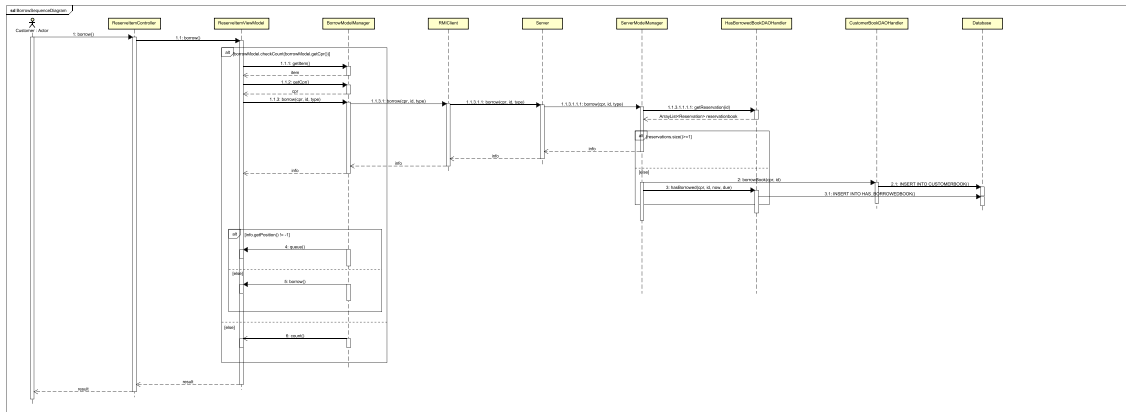 sd BorrowSequenceDiagram
Customer : Actor
ReserveItemController
ReserveItemViewModel
BorrowModelManager
RMIClient
Server
ServerModelManager
HasBorrowedBookDAOHandler
CustomerBookDAOHandler
Database
1: borrow()
1.1: borrow()
alt
[borrowModel.checkCount(borrowModel.getCpr())]
1.1.1: getItem()
item
1.1.2: getCpr()
cpr
1.1.3: borrow(cpr, id, type)
1.1.3.1: borrow(cpr, id, type)
1.1.3.1.1: borrow(cpr, id, type)
1.1.3.1.1.1: borrow(cpr, id, type)
1.1.3.1.1.1.1: getReservation(id)
ArrayList<Reservation> reservationbook
alt
[reservations.size()>=1]
info
info
info
info
[else]
2: borrowBook(cpr, id)
2.1: INSERT INTO CUSTOMERBOOK()
3: hasBorrowed(cpr, id, now, due)
3.1: INSERT INTO HAS_BORROWEDBOOK()
alt
[info.getPosition() != -1]
4: queue()
[else]
5: borrow()
[else]
6: count()
result
result